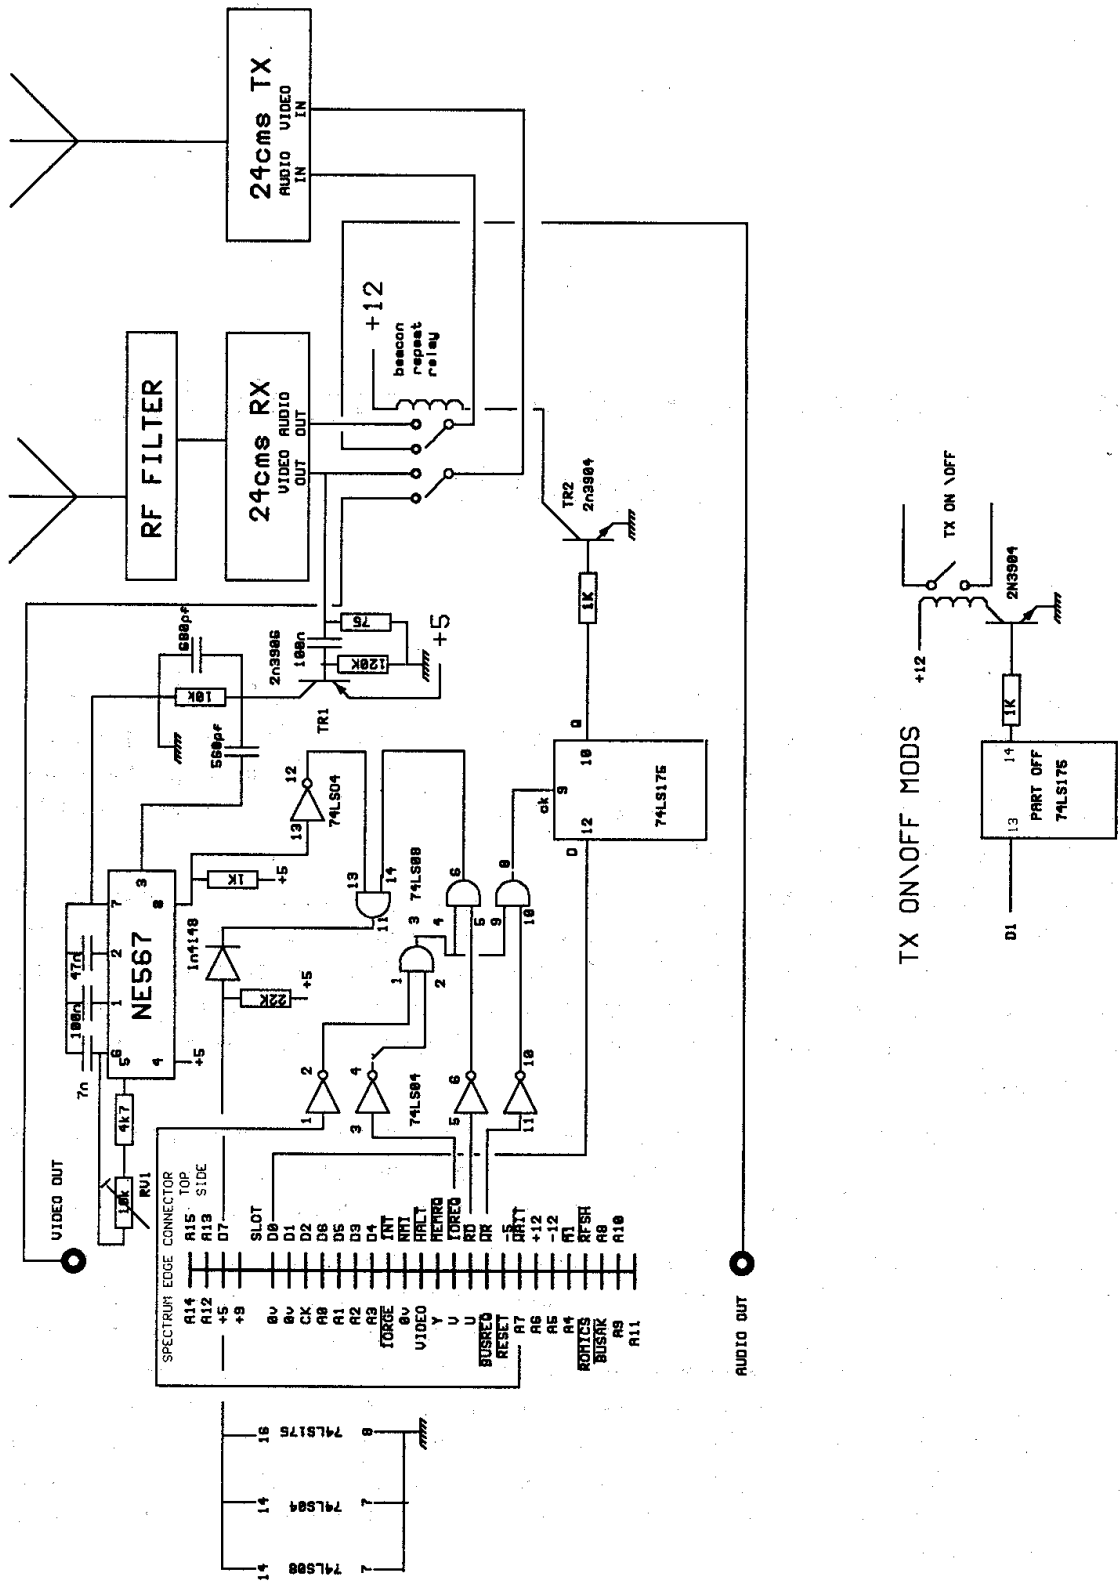 24cms TX
AUDIO IN
VIDEO IN
RF FILTER
24cms RX
VIDEO OUT
AUDIO OUT
+12
beacon
repeat
relay
680pf
10k
560pf
2n3906
100n
75
120K
+5
TR1
TR2
2n3904
1K
7n
100n
47n
NE567
6
1
2
7
5
4
3
8
+5
4k7
10k
RV1
VIDEO OUT
1K
+5
1n4148
22K
+5
13
12
74LS04
13
14
11
74LS08
1
2
3
4
5
6
9
10
8
1
2
3
4
74LS04
5
6
11
10
D
12
ck
9
Q
10
74LS175
SPECTRUM EDGE CONNECTOR
TOP
SIDE
A14 A15
A12 A13
+5 D7
+9
SLOT
0v D0
0v D1
CK D2
A0 D6
A1 D5
A2 D3
A3 D4
IORGE INT
0v NMI
VIDEO HALT
Y MEMRQ
V IOREQ
U RD
BUSREQ WR
RESET -5
A7 WAIT
A6 +12
A5 -12
A4 M1
ROMICS RFSH
BUSAK A8
A9 A10
A11
16
74LS175
8
14
74LS04
7
14
74LS08
7
AUDIO OUT
TX ON\OFF MODS
D1
13
14
PART OFF
74LS175
1K
2N3904
+12
TX ON \OFF